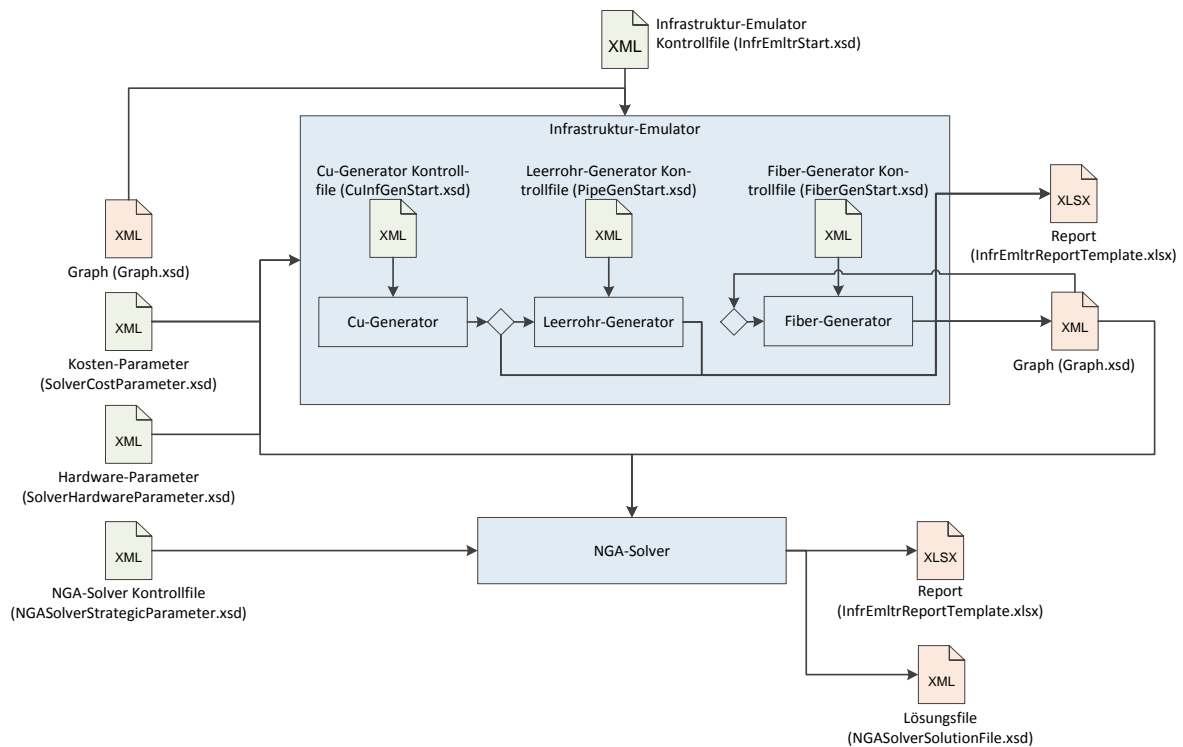 XML
Infrastruktur-Emulator
Kontrollfile (InfrEmltrStart.xsd)
Infrastruktur-Emulator
Cu-Generator Kontroll-
file (CuInfGenStart.xsd)
XML
Leerrohr-Generator Kon-
trollfile (PipeGenStart.xsd)
XML
Fiber-Generator Kon-
trollfile (FiberGenStart.xsd)
XML
XLSX
Report
(InfrEmltrReportTemplate.xlsx)
XML
Graph (Graph.xsd)
Cu-Generator
Leerrohr-Generator
Fiber-Generator
XML
Graph (Graph.xsd)
XML
Kosten-Parameter
(SolverCostParameter.xsd)
XML
Hardware-Parameter
(SolverHardwareParameter.xsd)
XML
NGA-Solver Kontrollfile
(NGASolverStrategicParameter.xsd)
NGA-Solver
XLSX
Report
(InfrEmltrReportTemplate.xlsx)
XML
Lösungsfile
(NGASolverSolutionFile.xsd)